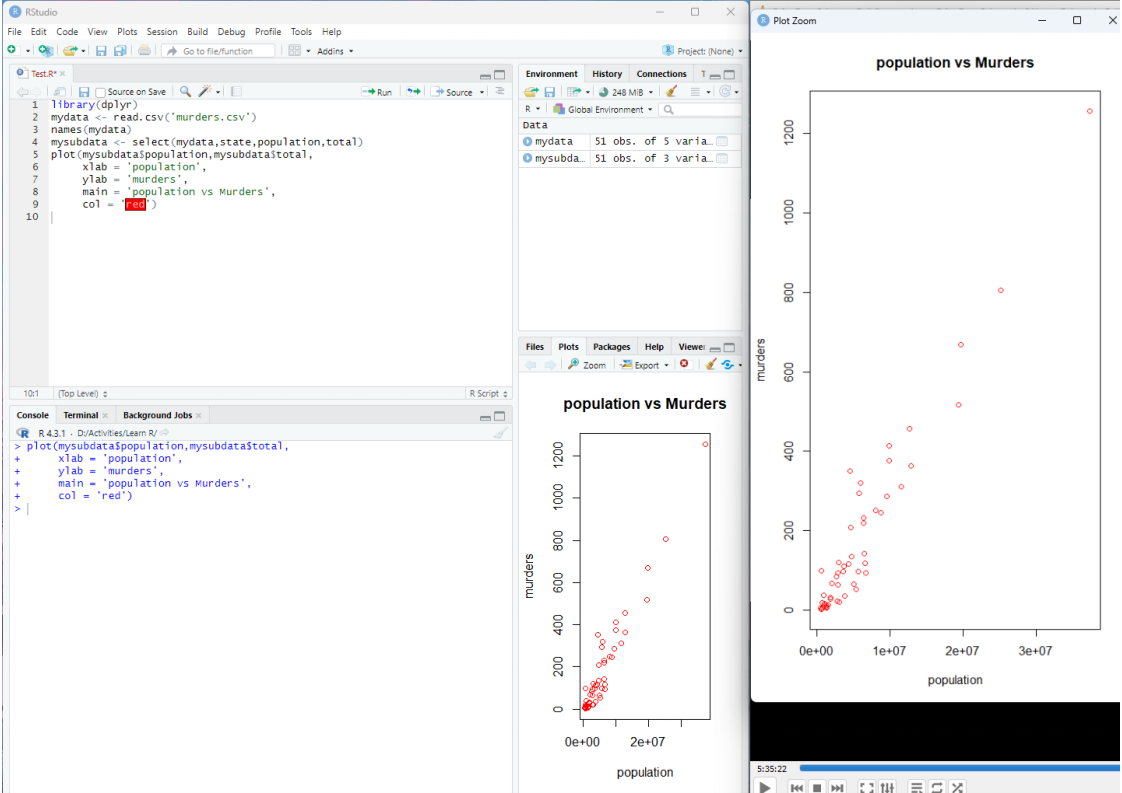 RStudio
File Edit Code View Plots Session Build Debug Profile Tools Help
Go to file/function
Addins
Project: (None)
Test.R*
Source on Save
Run
Source
1 library(dplyr)
2 mydata <- read.csv('murders.csv')
3 names(mydata)
4 mysubdata <- select(mydata,state,population,total)
5 plot(mysubdata$population,mysubdata$total,
6 xlab = 'population',
7 ylab = 'murders',
8 main = 'population vs Murders',
9 col = 'red')
10
10:1 (Top Level) R Script
Console Terminal Background Jobs
R 4.3.1 · D:/Activities/Learn R/
> plot(mysubdata$population,mysubdata$total,
+ xlab = 'population',
+ ylab = 'murders',
+ main = 'population vs Murders',
+ col = 'red')
>
Environment History Connections T
248 MiB
R Global Environment
Data
mydata 51 obs. of 5 varia…
mysubda… 51 obs. of 3 varia…
Files Plots Packages Help Viewer
Zoom Export
population vs Murders
murders
1200
1000
800
600
400
200
0
0e+00 2e+07
population
Plot Zoom
population vs Murders
murders
1200
1000
800
600
400
200
0
0e+00 1e+07 2e+07 3e+07
population
5:35:22